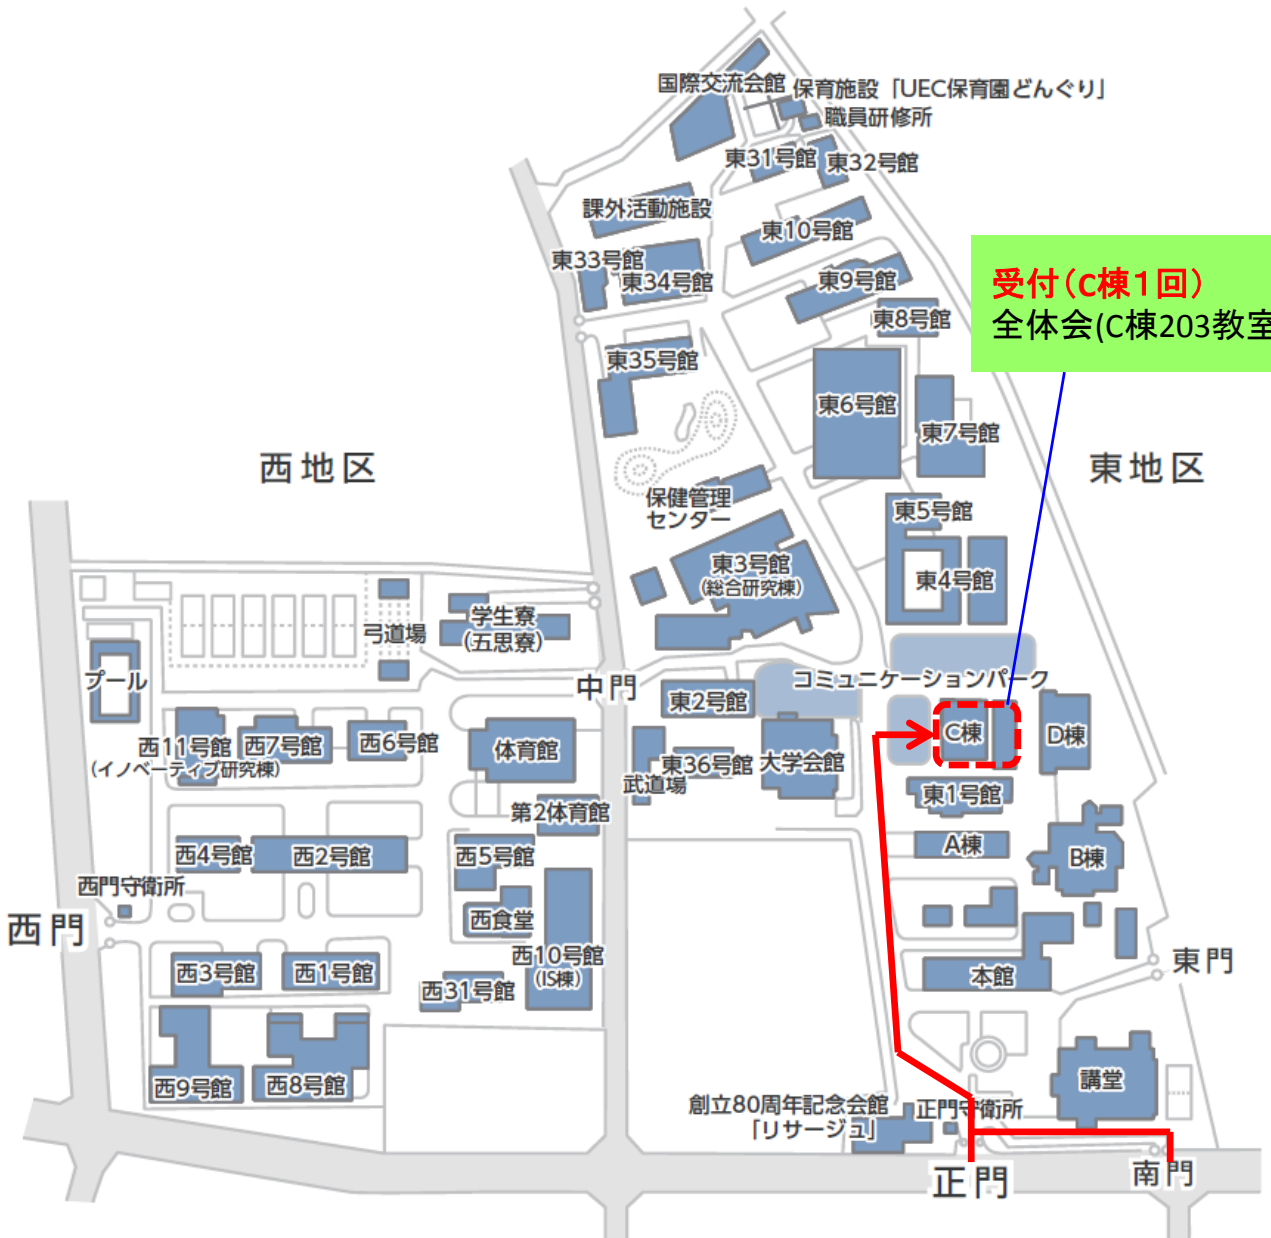 国際交流会館
保育施設「UEC保育園どんぐり」
職員研修所
東31号館
東32号館
課外活動施設
東10号館
東33号館
東34号館
東9号館
受付(C棟1回)
全体会(C棟203教室
東8号館
東35号館
東6号館
東7号館
西地区
東地区
保健管理
センター
東5号館
東3号館
(総合研究棟)
東4号館
学生寮
(五思寮)
弓道場
プール
中門
コミュニケーションパーク
東2号館
西11号館
(イノベーティブ研究棟)
西7号館
西6号館
体育館
武道場
東36号館
大学会館
C棟
D棟
東1号館
第2体育館
西4号館
西2号館
西5号館
A棟
B棟
西門守衛所
西門
西食堂
西10号館
(IS棟)
西3号館
西1号館
西31号館
本館
東門
西9号館
西8号館
講堂
創立80周年記念会館
「リサージュ」
正門守衛所
正門
南門